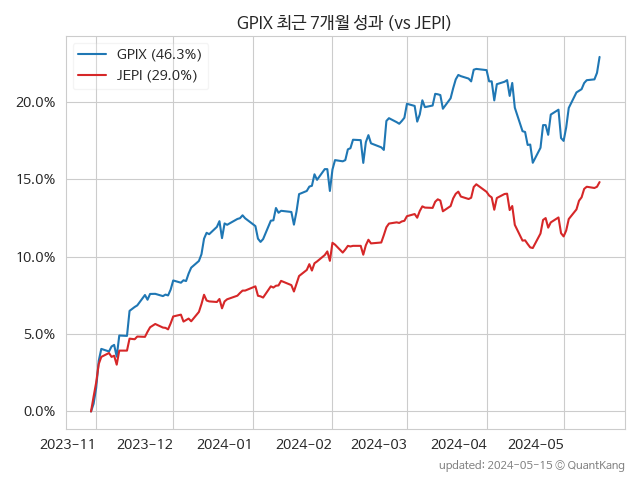 GPIX 최근 7개월 성과 (vs JEPI)
GPIX (46.3%)
JEPI (29.0%)
20.0%
15.0%
10.0%
5.0%
0.0%
2023-11 2023-12 2024-01 2024-02 2024-03 2024-04 2024-05
updated: 2024-05-15 © QuantKang